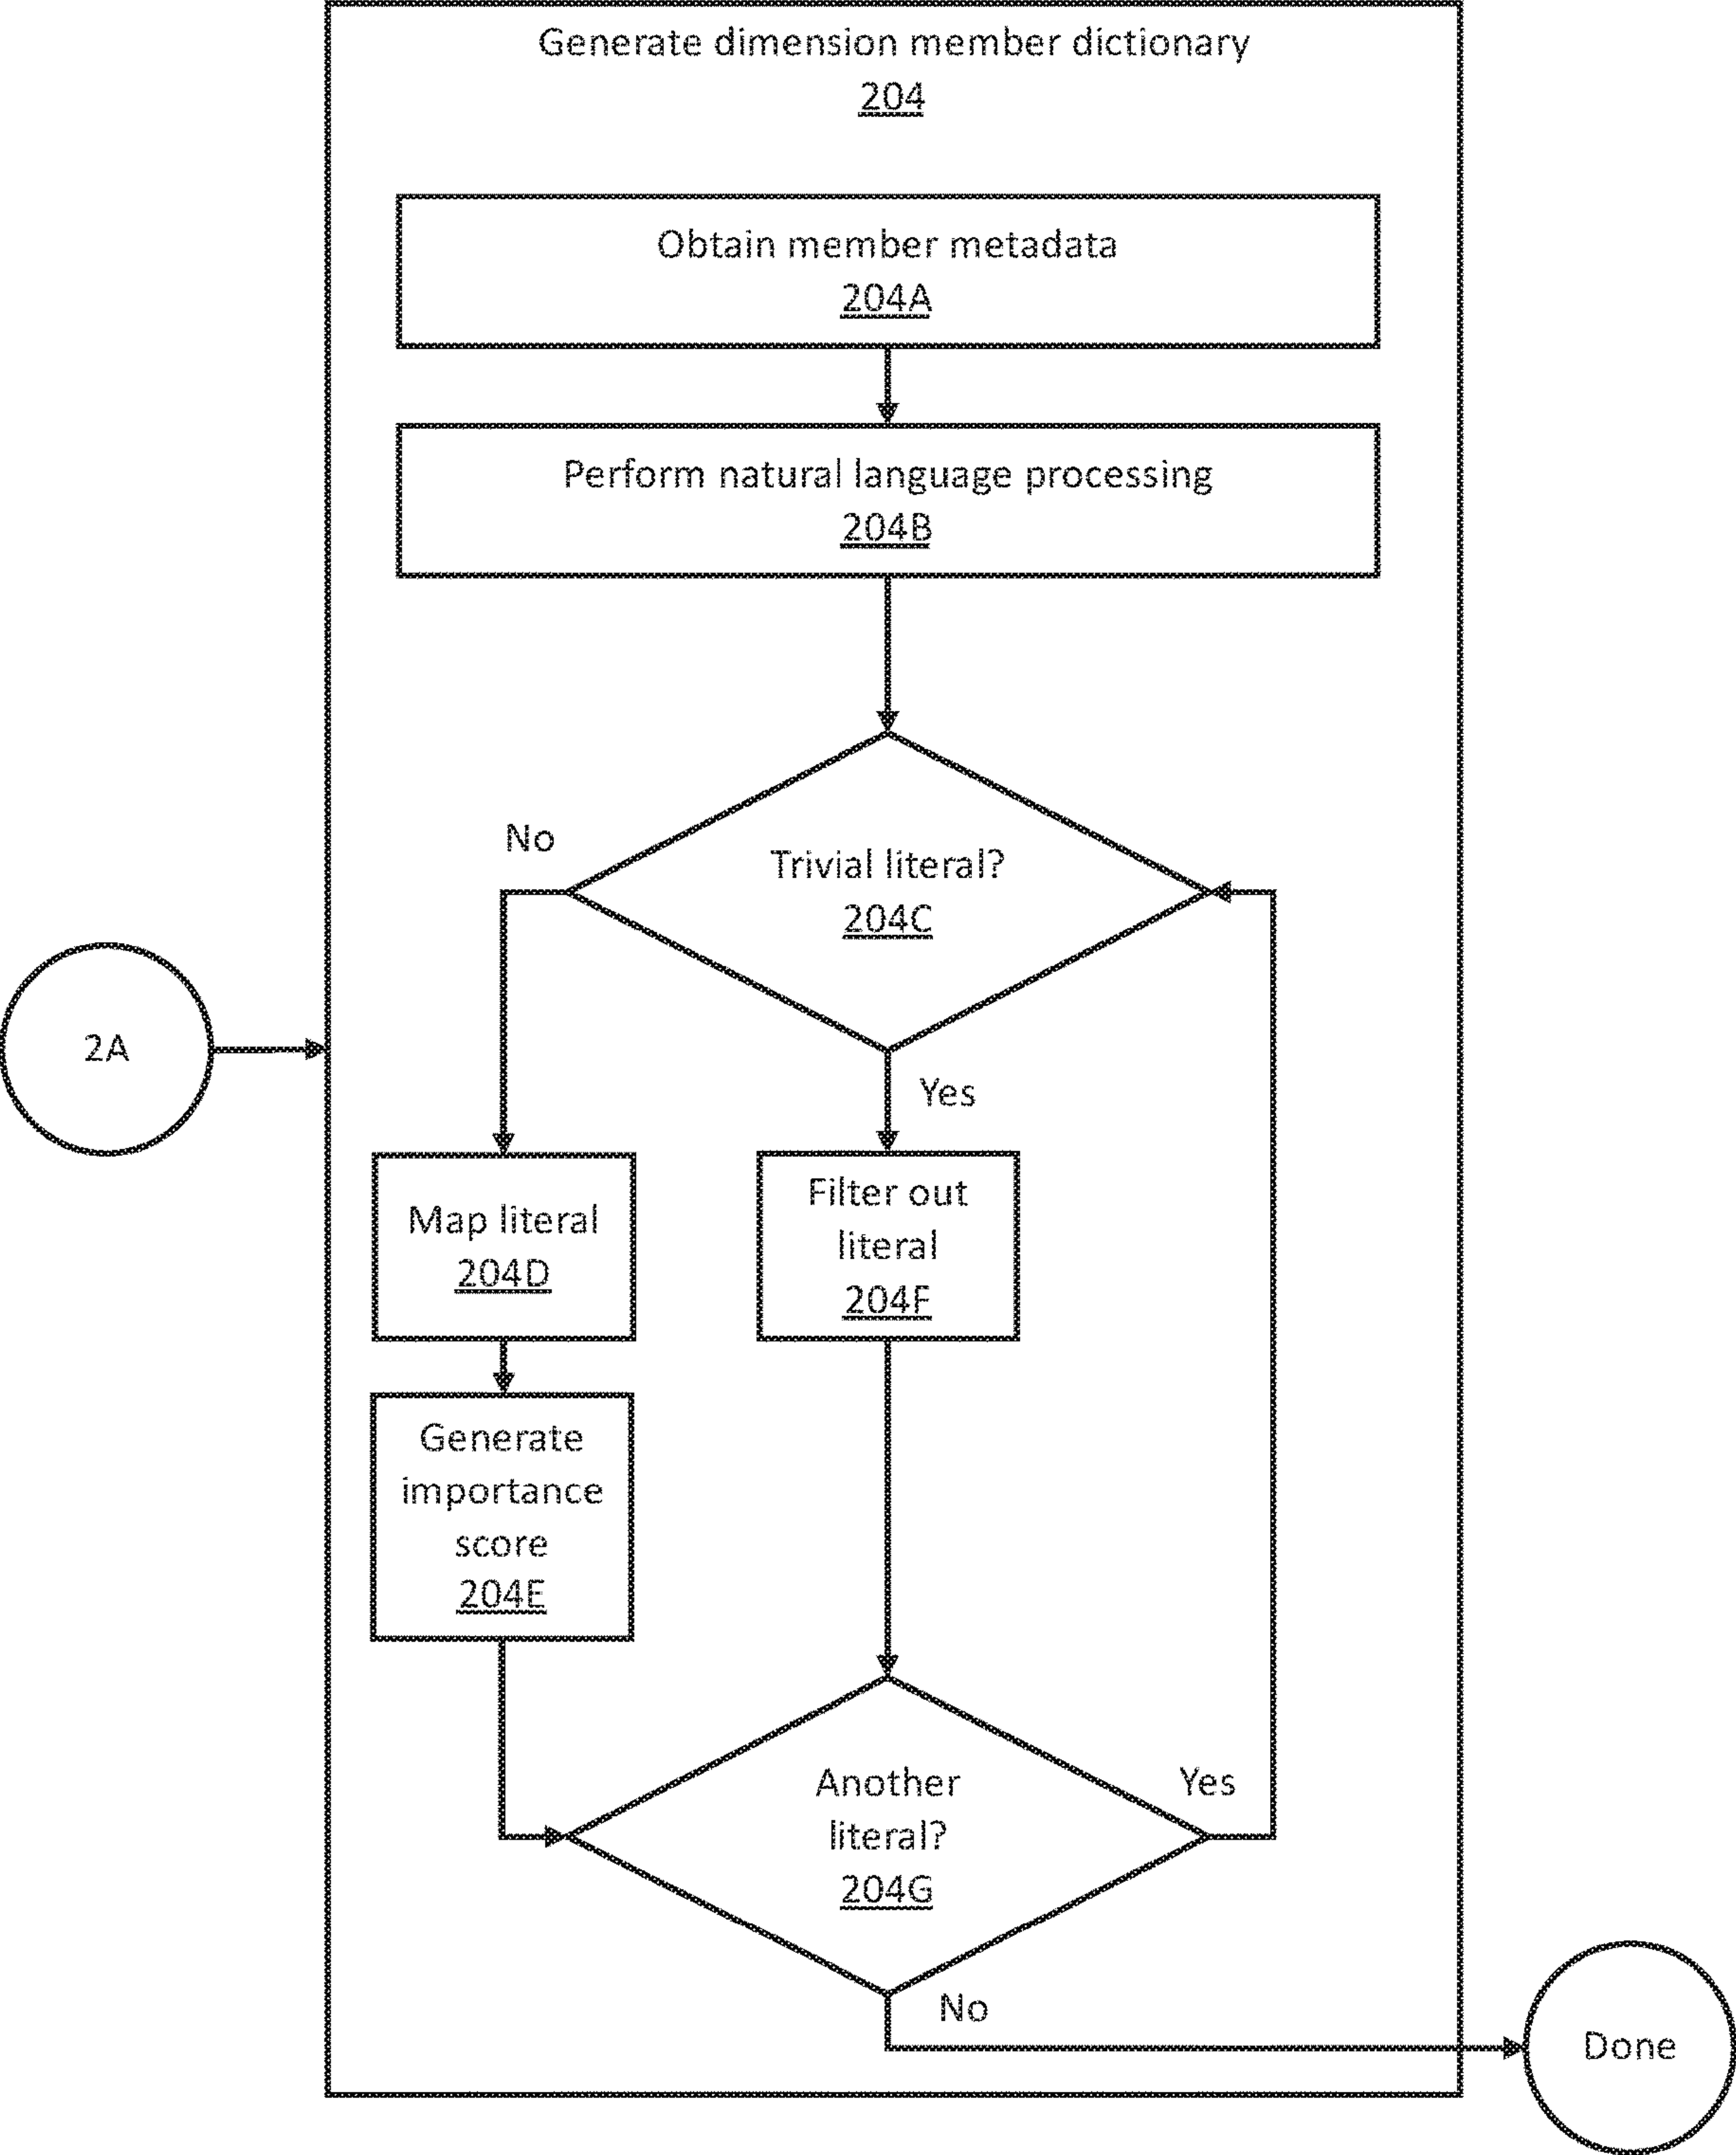 Generate dimension member dictionary
204
Obtain member metadata
204A
Perform natural language processing
204B
No
Trivial literal?
204C
2A
Yes
Map literal
204D
Filter out
literal
204F
Generate
importance
score
204E
Another
literal?
204G
Yes
No
Done